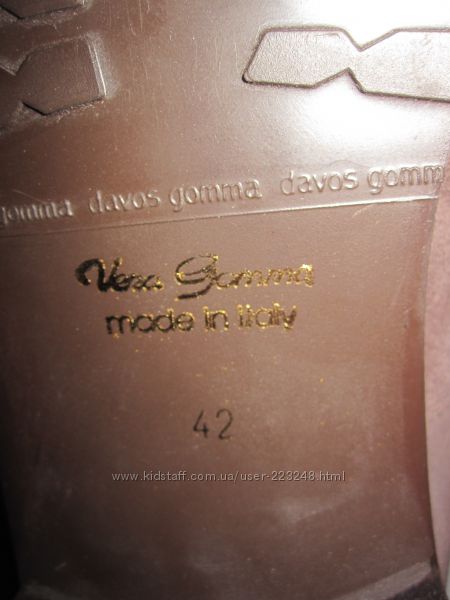 gomma davos gomma davos gomm
Vera Gomma
made in Italy
42
www.kidstaff.com.ua/user-223248.html